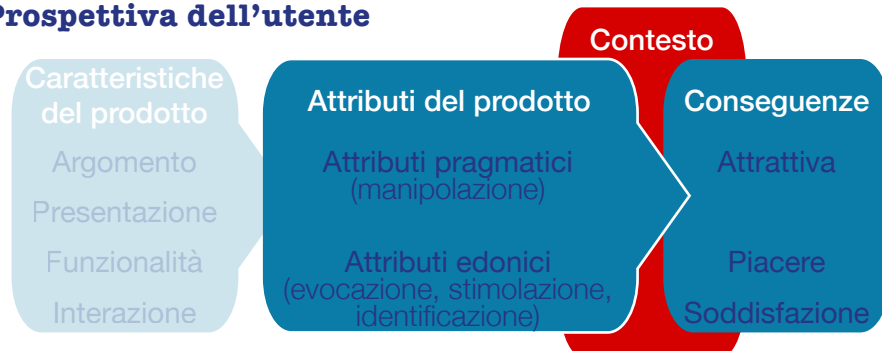 Prospettiva dell'utente
Contesto
Caratteristiche
del prodotto
Argomento
Presentazione
Funzionalità
Interazione
Attributi del prodotto
Attributi pragmatici
(manipolazione)
Attributi edonici
(evocazione, stimolazione,
identificazione)
Conseguenze
Attrattiva
Piacere
Soddisfazione